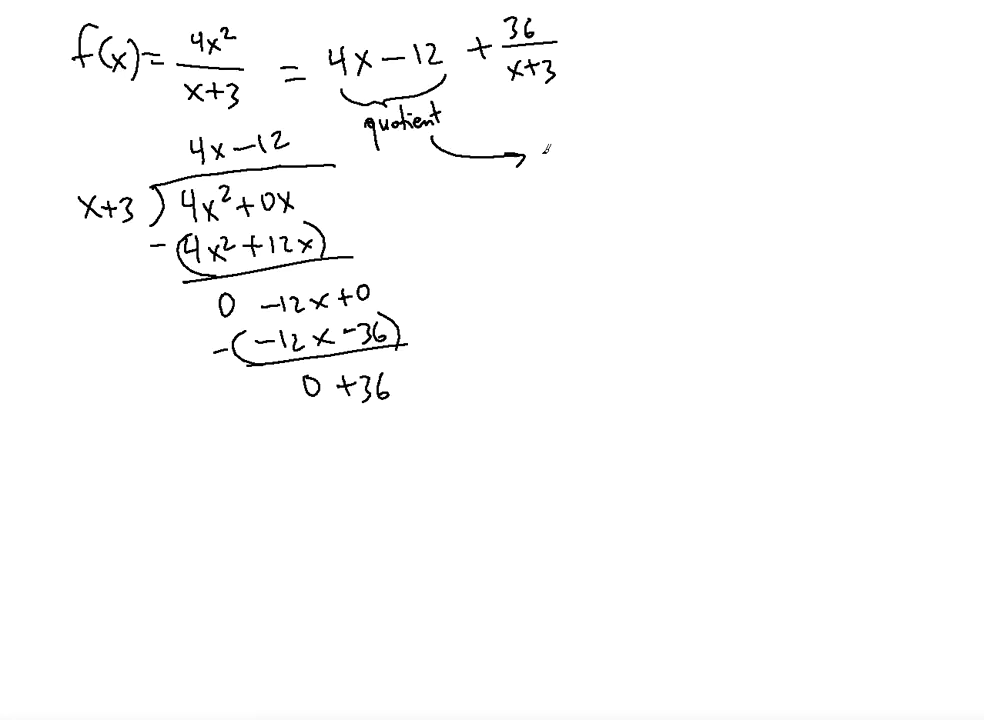 f(x) = 4x²/(x+3) = 4x − 12 + 36/(x+3)
quotient
4x −12
x+3 ) 4x² + 0x
− (4x² + 12x)
0 −12x + 0
−(−12x − 36)
0 + 36